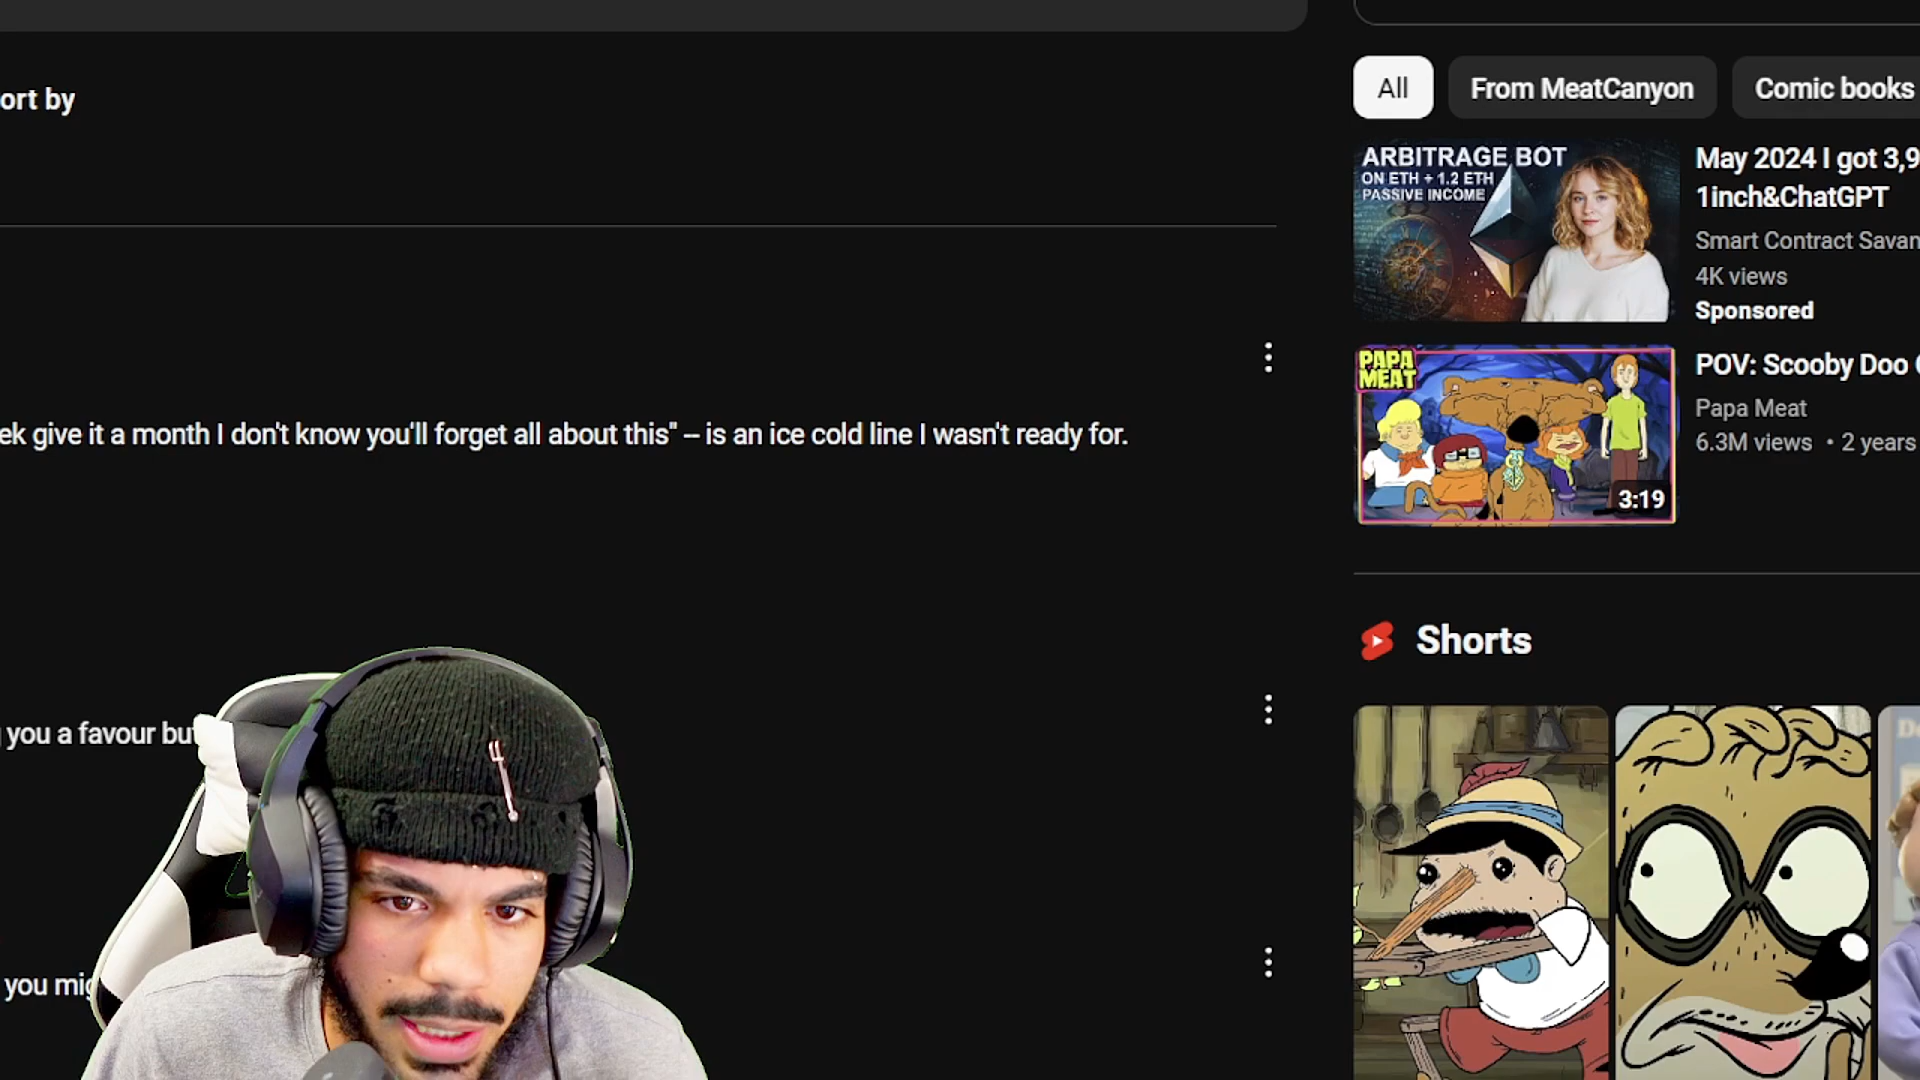 ort by
ek give it a month I don't know you'll forget all about this" – is an ice cold line I wasn't ready for.
you a favour but
you mig
All
From MeatCanyon
Comic books
ARBITRAGE BOT
ON ETH + 1.2 ETH
PASSIVE INCOME
May 2024 I got 3,9
1inch&ChatGPT
Smart Contract Savan
4K views
Sponsored
PAPA
MEAT
3:19
POV: Scooby Doo
Papa Meat
6.3M views • 2 years
Shorts